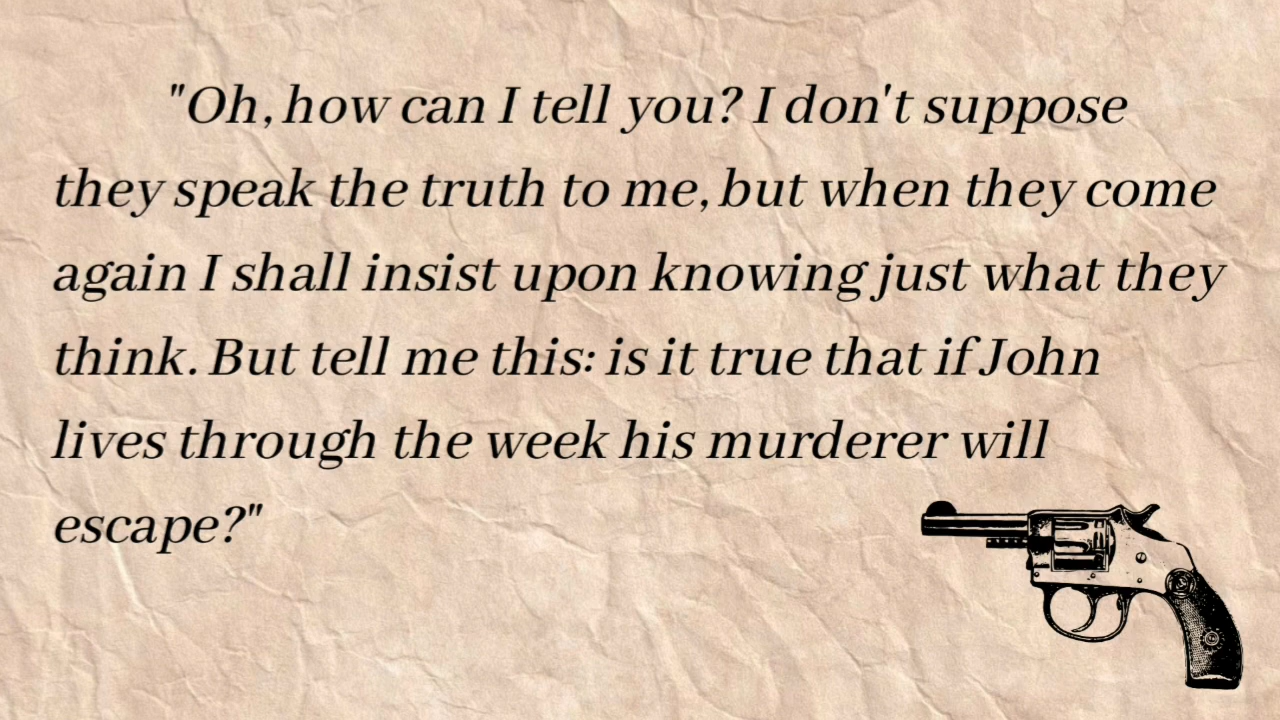 "Oh, how can I tell you? I don't suppose
they speak the truth to me, but when they come
again I shall insist upon knowing just what they
think. But tell me this: is it true that if John
lives through the week his murderer will
escape?"